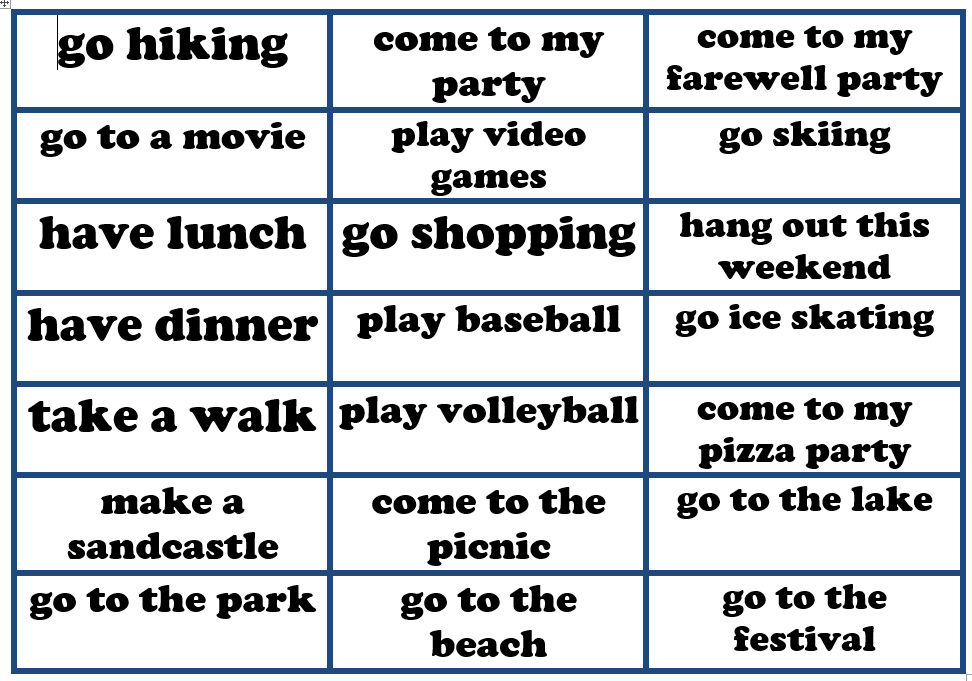 go hiking
come to my
party
come to my
farewell party
go to a movie
play video
games
go skiing
have lunch
go shopping
hang out this
weekend
have dinner
play baseball
go ice skating
take a walk
play volleyball
come to my
pizza party
make a
sandcastle
come to the
picnic
go to the lake
go to the park
go to the
beach
go to the
festival